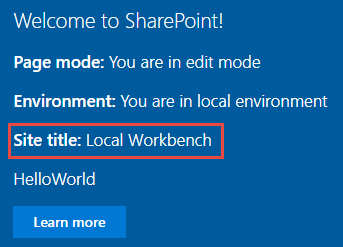 Welcome to SharePoint!
Page mode: You are in edit mode
Environment: You are in local environment
Site title: Local Workbench
HelloWorld
Learn more